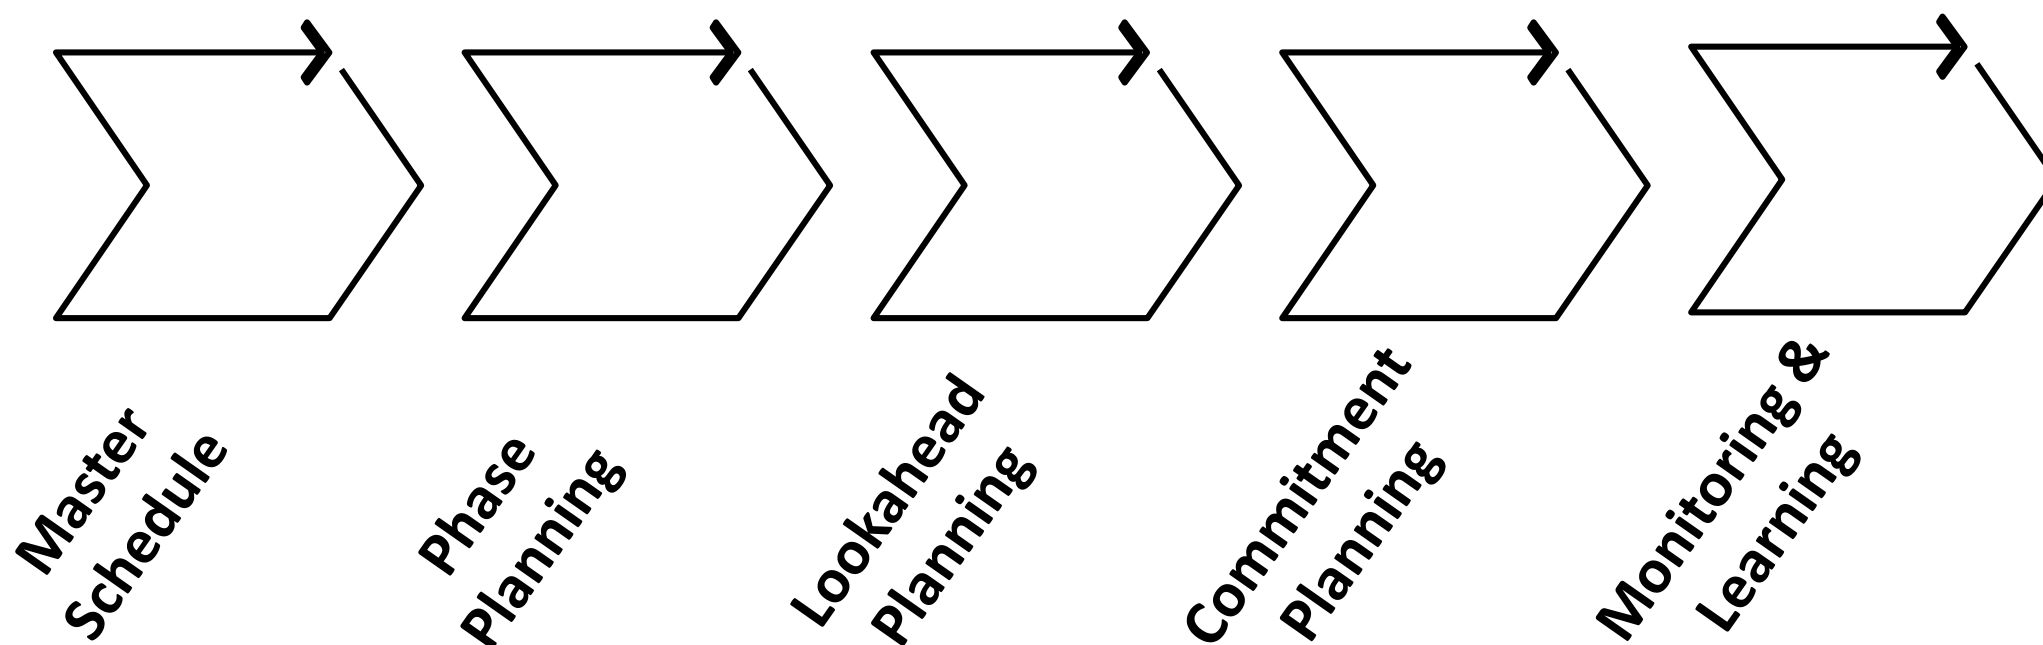 Master
Schedule
Phase
Planning
Lookahead
Planning
Commitment
Planning
Monitoring &
Learning